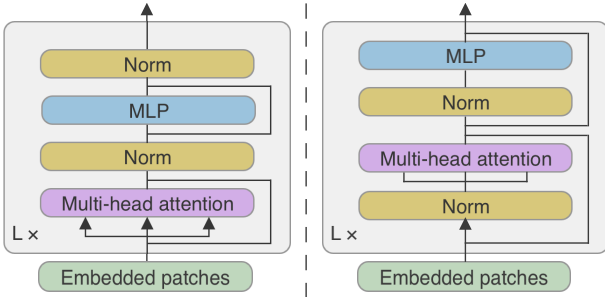 Norm
MLP
Norm
Multi-head attention
L ×
Embedded patches
MLP
Norm
Multi-head attention
Norm
L ×
Embedded patches